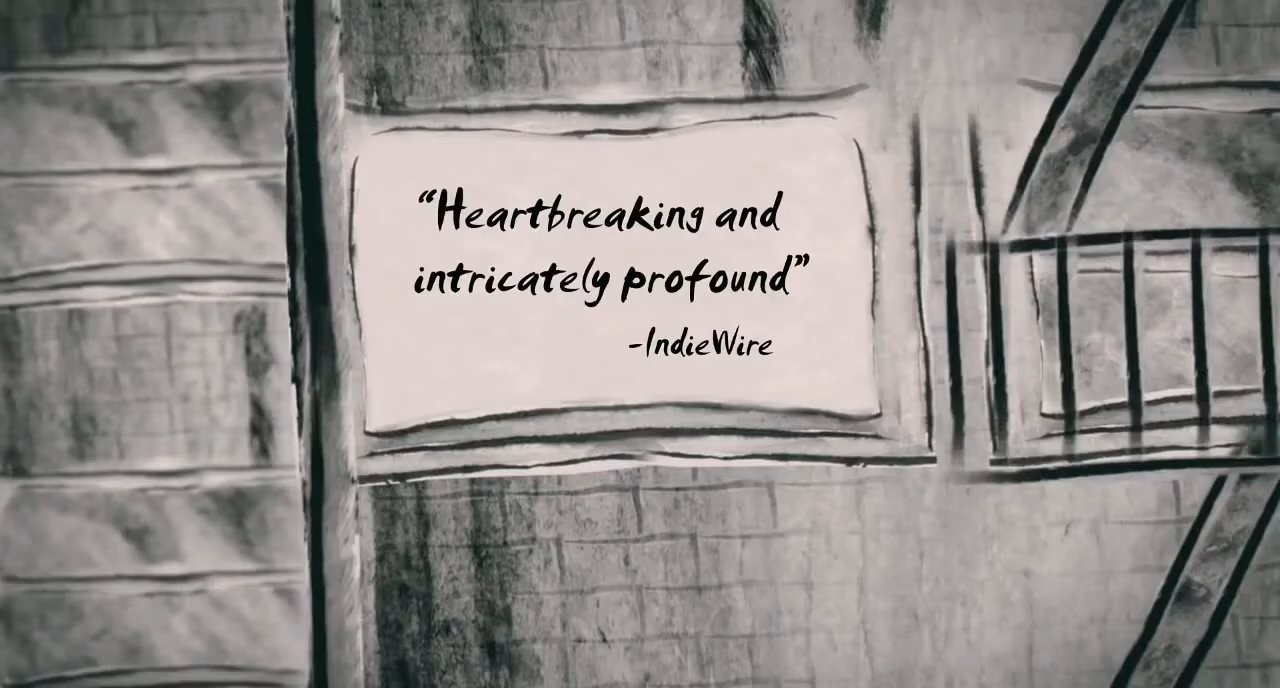 “Heartbreaking and
intricately profound”
-IndieWire